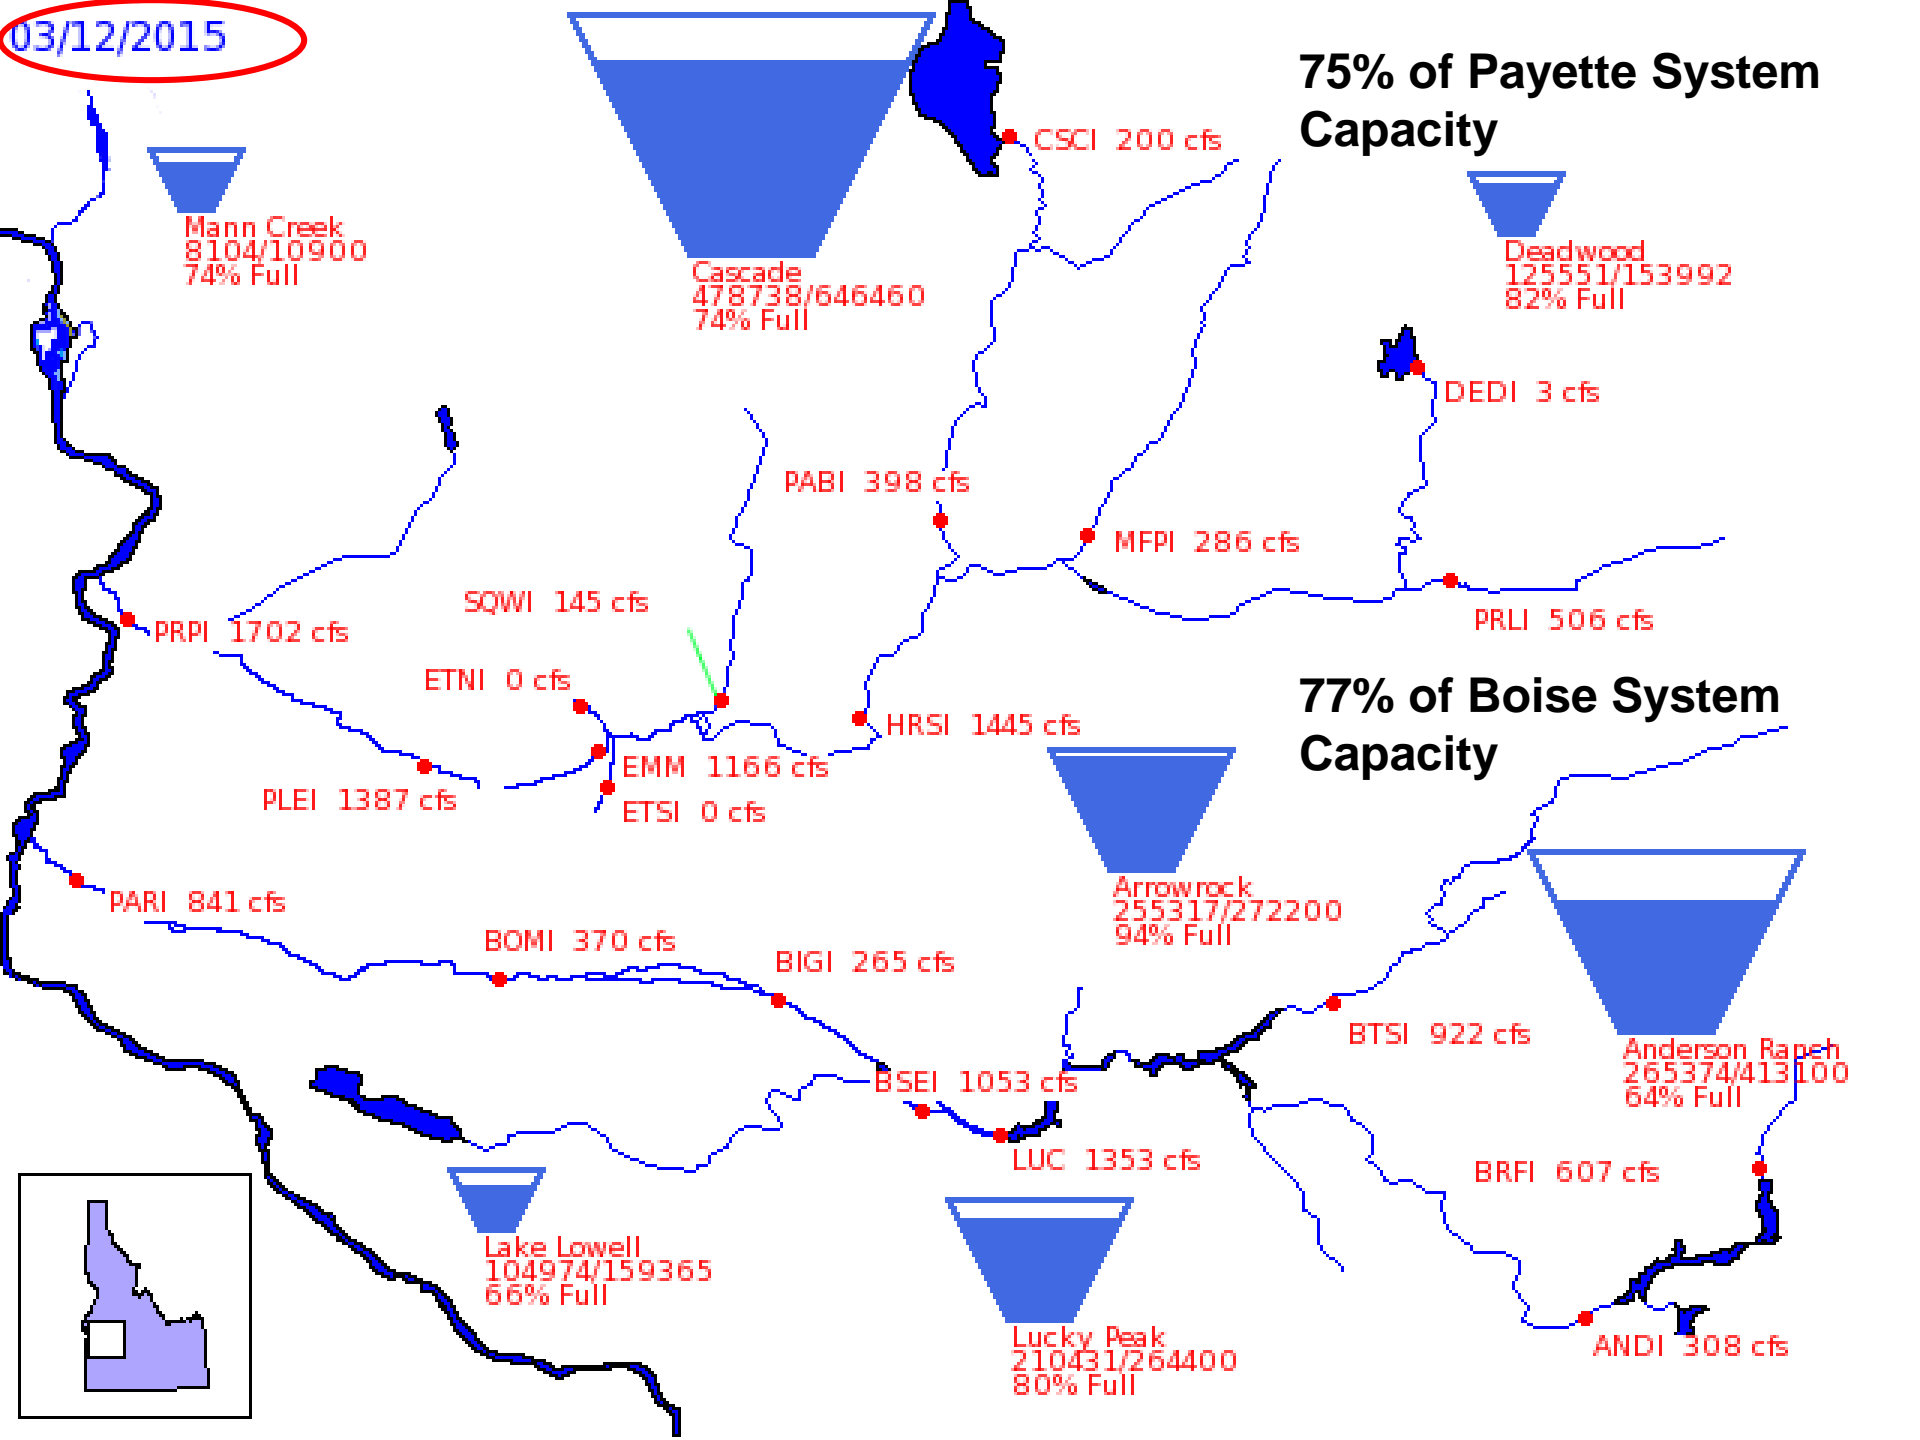 03/12/2015
75% of Payette System
Capacity
CSCI 200 cfs
Mann Creek
8104/10900
74% Full
Cascade
478738/646460
74% Full
Deadwood
125551/153992
82% Full
DEDI 3 cfs
PABI 398 cfs
MFPI 286 cfs
SQWI 145 cfs
PRLI 506 cfs
PRPI 1702 cfs
ETNI 0 cfs
77% of Boise System
Capacity
HRSI 1445 cfs
EMM 1166 cfs
PLEI 1387 cfs
ETSI 0 cfs
Arrowrock
255317/272200
94% Full
PARI 841 cfs
BOMI 370 cfs
BIGI 265 cfs
BTSI 922 cfs
Anderson Ranch
265374/413100
64% Full
BSEI 1053 cfs
LUC 1353 cfs
BRFI 607 cfs
Lake Lowell
104974/159365
66% Full
Lucky Peak
210431/264400
80% Full
ANDI 308 cfs